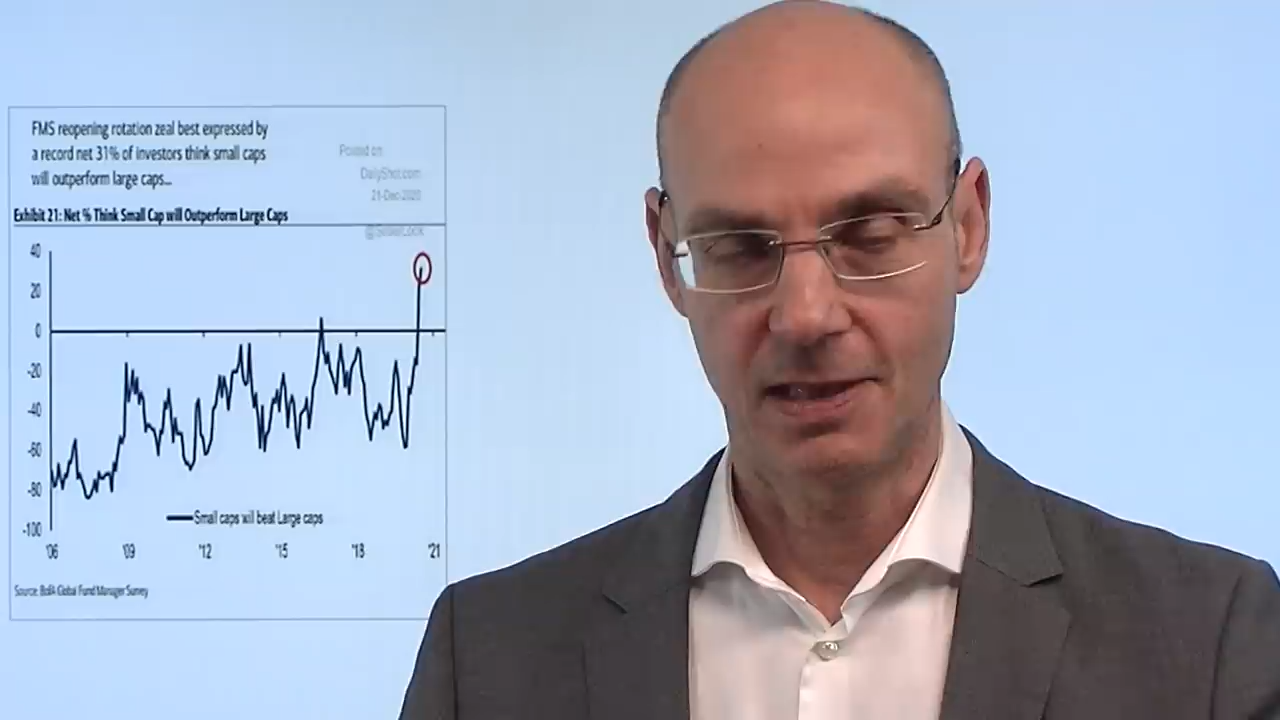 FMS reopening rotation zeal best expressed by
a record net 31% of investors think small caps
will outperform large caps...
Posted on
DailyShot.com
21-Dec-2020
@SoberLook
Exhibit 21: Net % Think Small Cap will Outperform Large Caps
40
20
0
-20
-40
-60
-80
-100
Small caps will beat Large caps
'06
'09
'12
'15
'18
'21
Source: BofA Global Fund Manager Survey